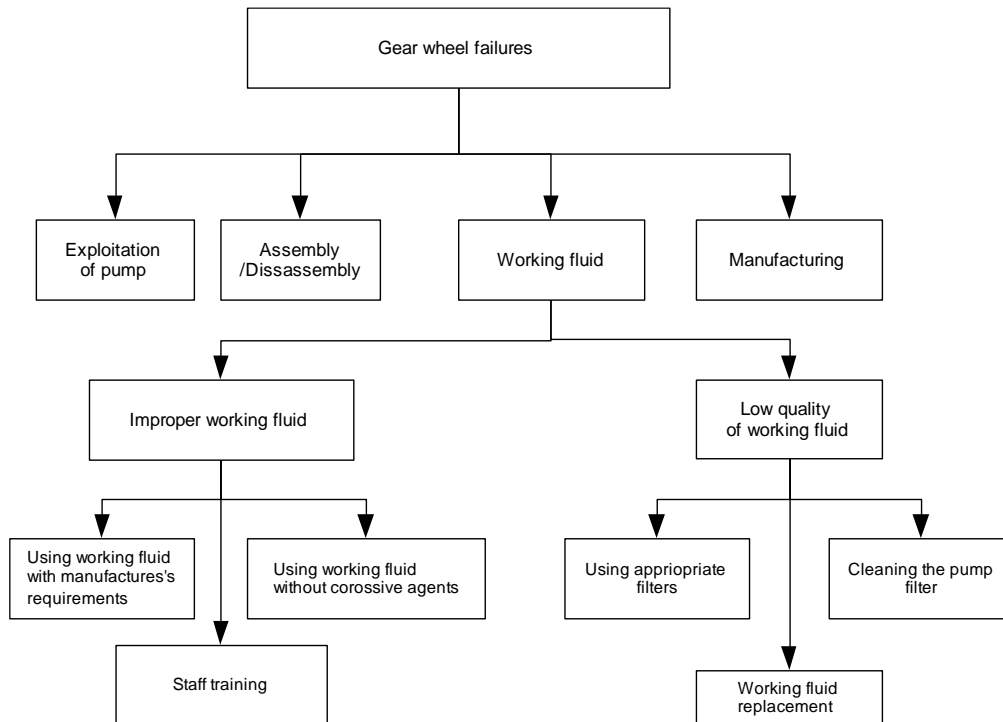 Gear wheel failures
Exploitation
of pump
Assembly
/Dissassembly
Working fluid
Manufacturing
Improper working fluid
Low quality
of working fluid
Using working fluid
with manufactures's
requirements
Using working fluid
without corossive agents
Using appriopriate
filters
Cleaning the pump
filter
Staff training
Working fluid
replacement